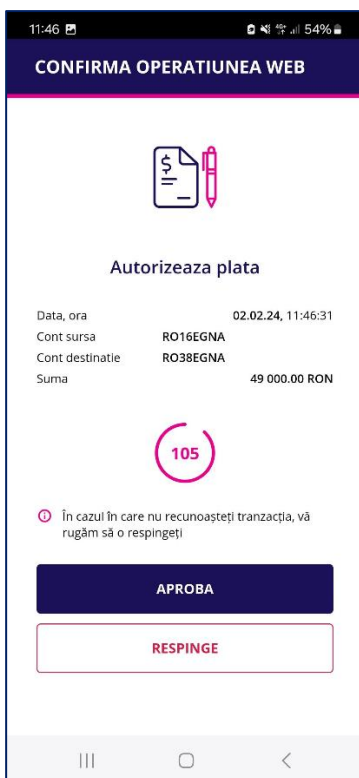 11:46 54%
CONFIRMA OPERATIUNEA WEB
$
Autorizeaza plata
Data, ora 02.02.24, 11:46:31
Cont sursa RO16EGNA
Cont destinatie RO38EGNA
Suma 49 000.00 RON
105
În cazul în care nu recunoașteți tranzacția, vă
rugăm să o respingeți
APROBA
RESPINGE